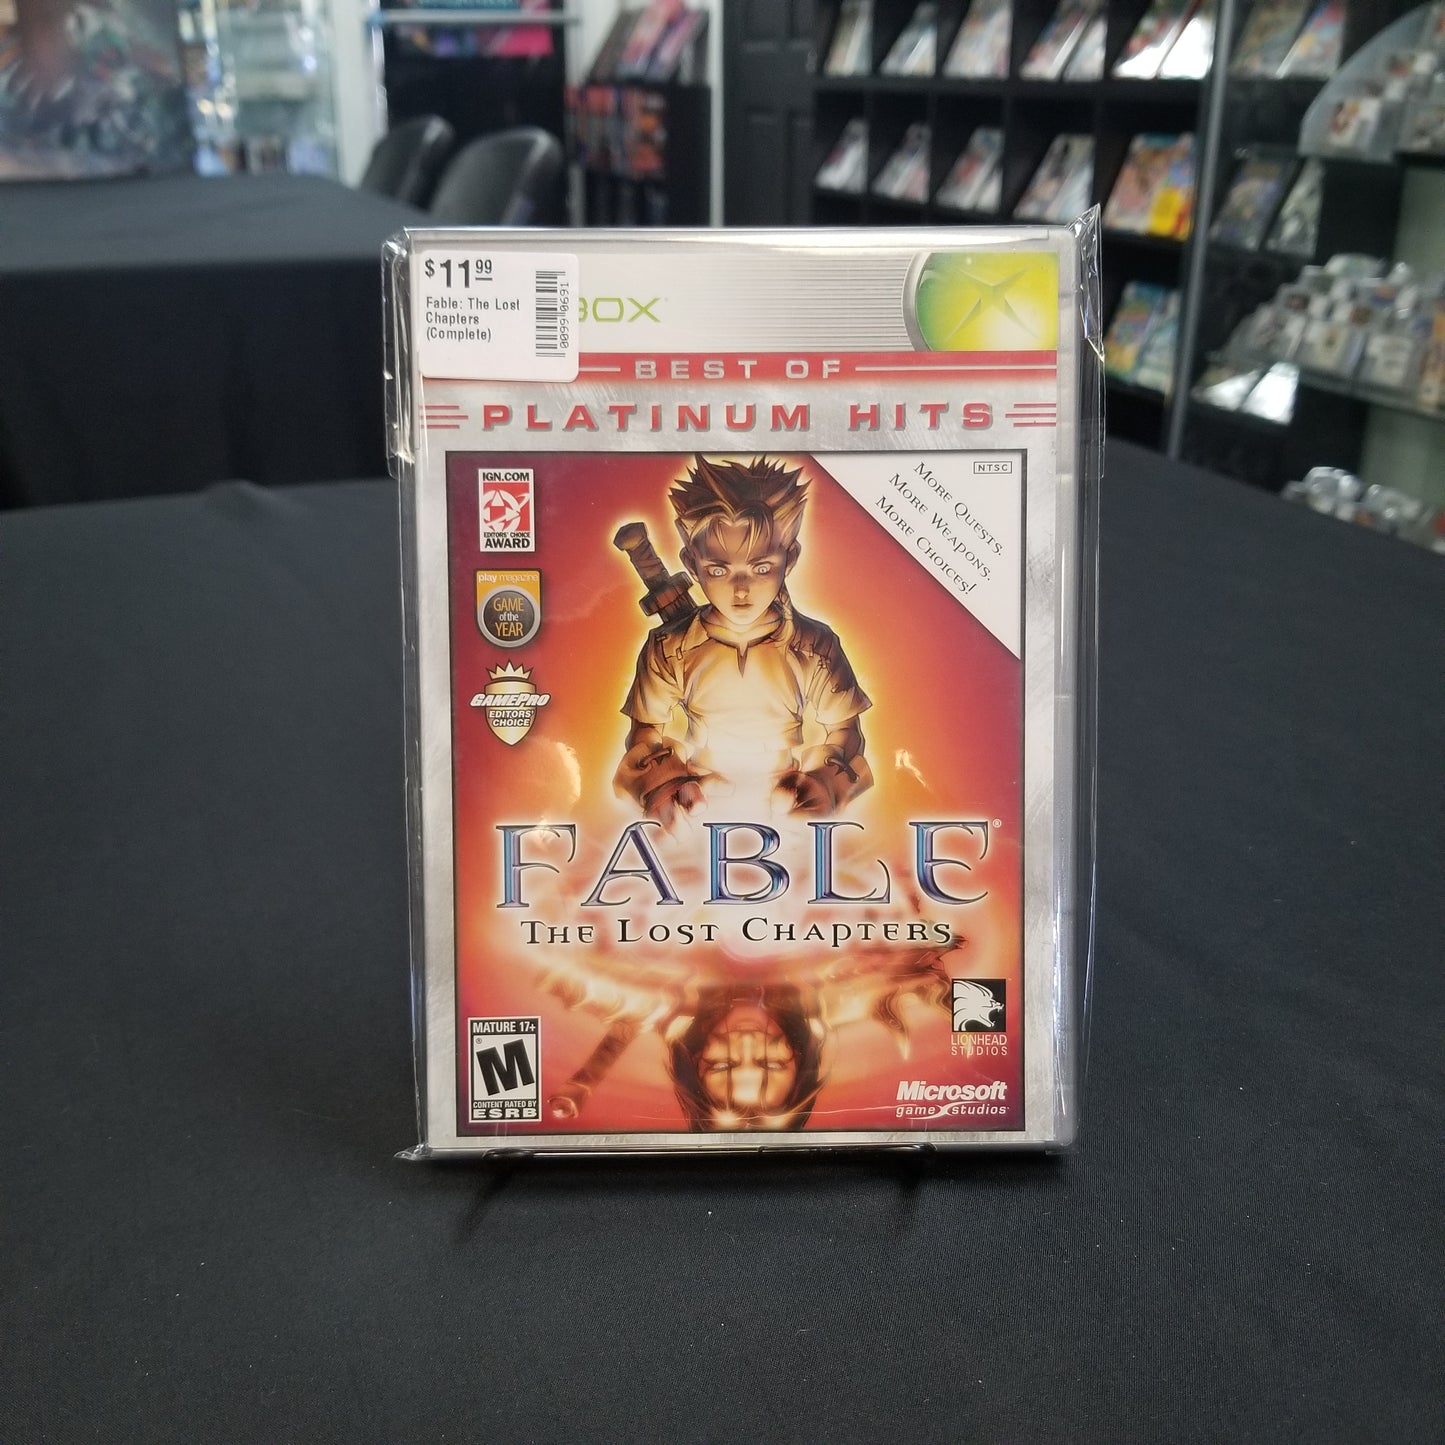 $11.99
Fable: The Lost
Chapters
(Complete)
0099 0691
BOX
BEST OF
PLATINUM HITS
NTSC
IGN.COM
EDITORS' CHOICE
AWARD
More Quests.
More Weapons.
More Choices!
play magazine
GAME
of the
YEAR
GAMEPRO
EDITORS'
CHOICE
FABLE®
The Lost Chapters
LIONHEAD
STUDIOS
MATURE 17+
®
M
CONTENT RATED BY
ESRB
Microsoft
game studios